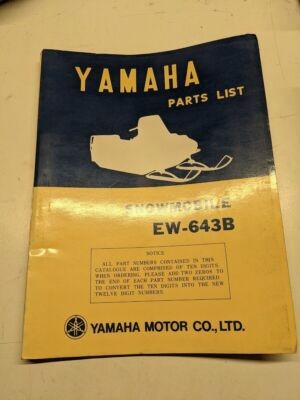 YAMAHA
PARTS LIST
SNOWMOBILE
EW-643B
NOTICE
ALL PART NUMBERS CONTAINED IN THIS
CATALOGUE ARE COMPRISED OF TEN DIGITS.
WHEN ORDERING, PLEASE ADD TWO ZEROS TO
THE END OF EACH PART NUMBER REQUIRED
TO CONVERT THE TEN DIGITS INTO THE NEW
TWELVE DIGIT NUMBERS.
YAMAHA MOTOR CO., LTD.